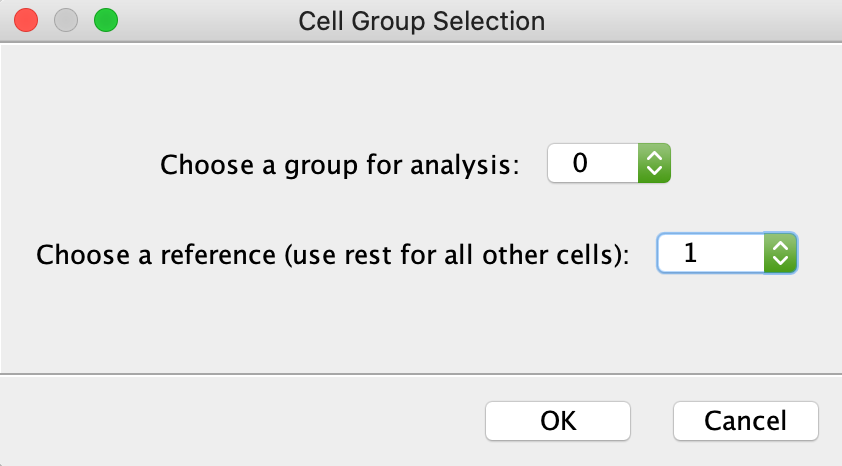 Cell Group Selection
Choose a group for analysis: 0
Choose a reference (use rest for all other cells): 1
OK Cancel